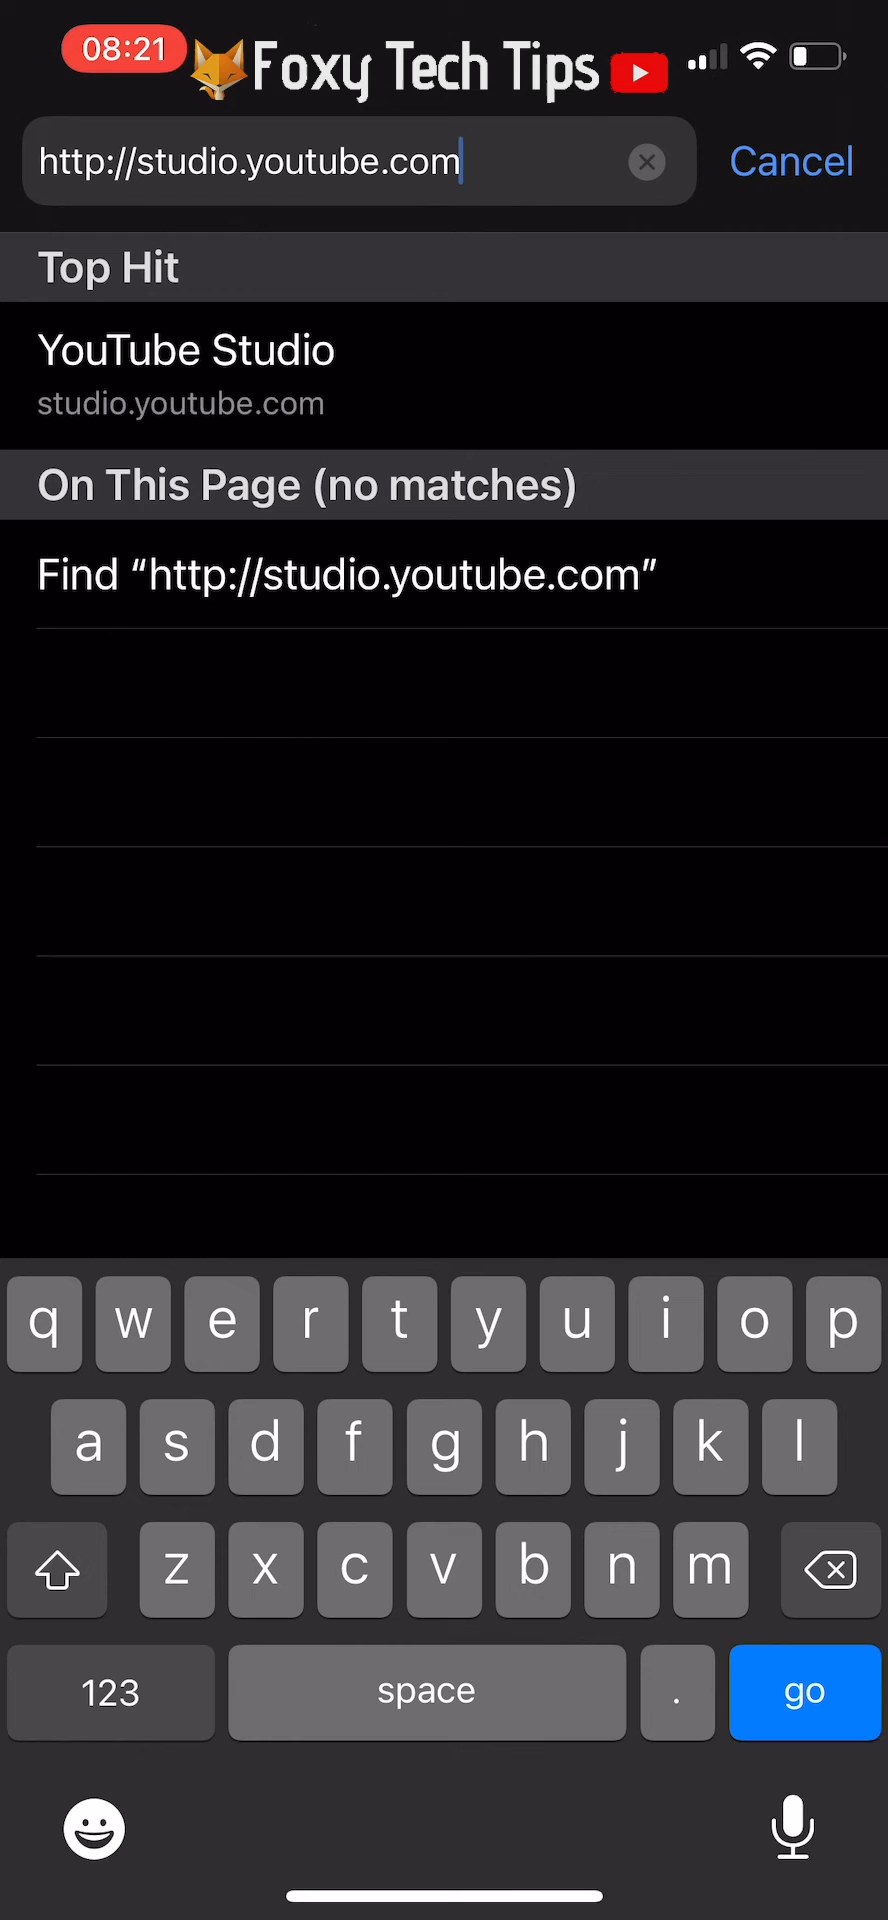 08:21
Foxy Tech Tips
http://studio.youtube.com
Cancel
Top Hit
YouTube Studio
studio.youtube.com
On This Page (no matches)
Find “http://studio.youtube.com”
q w e r t y u i o p
a s d f g h j k l
z x c v b n m
123 space . go